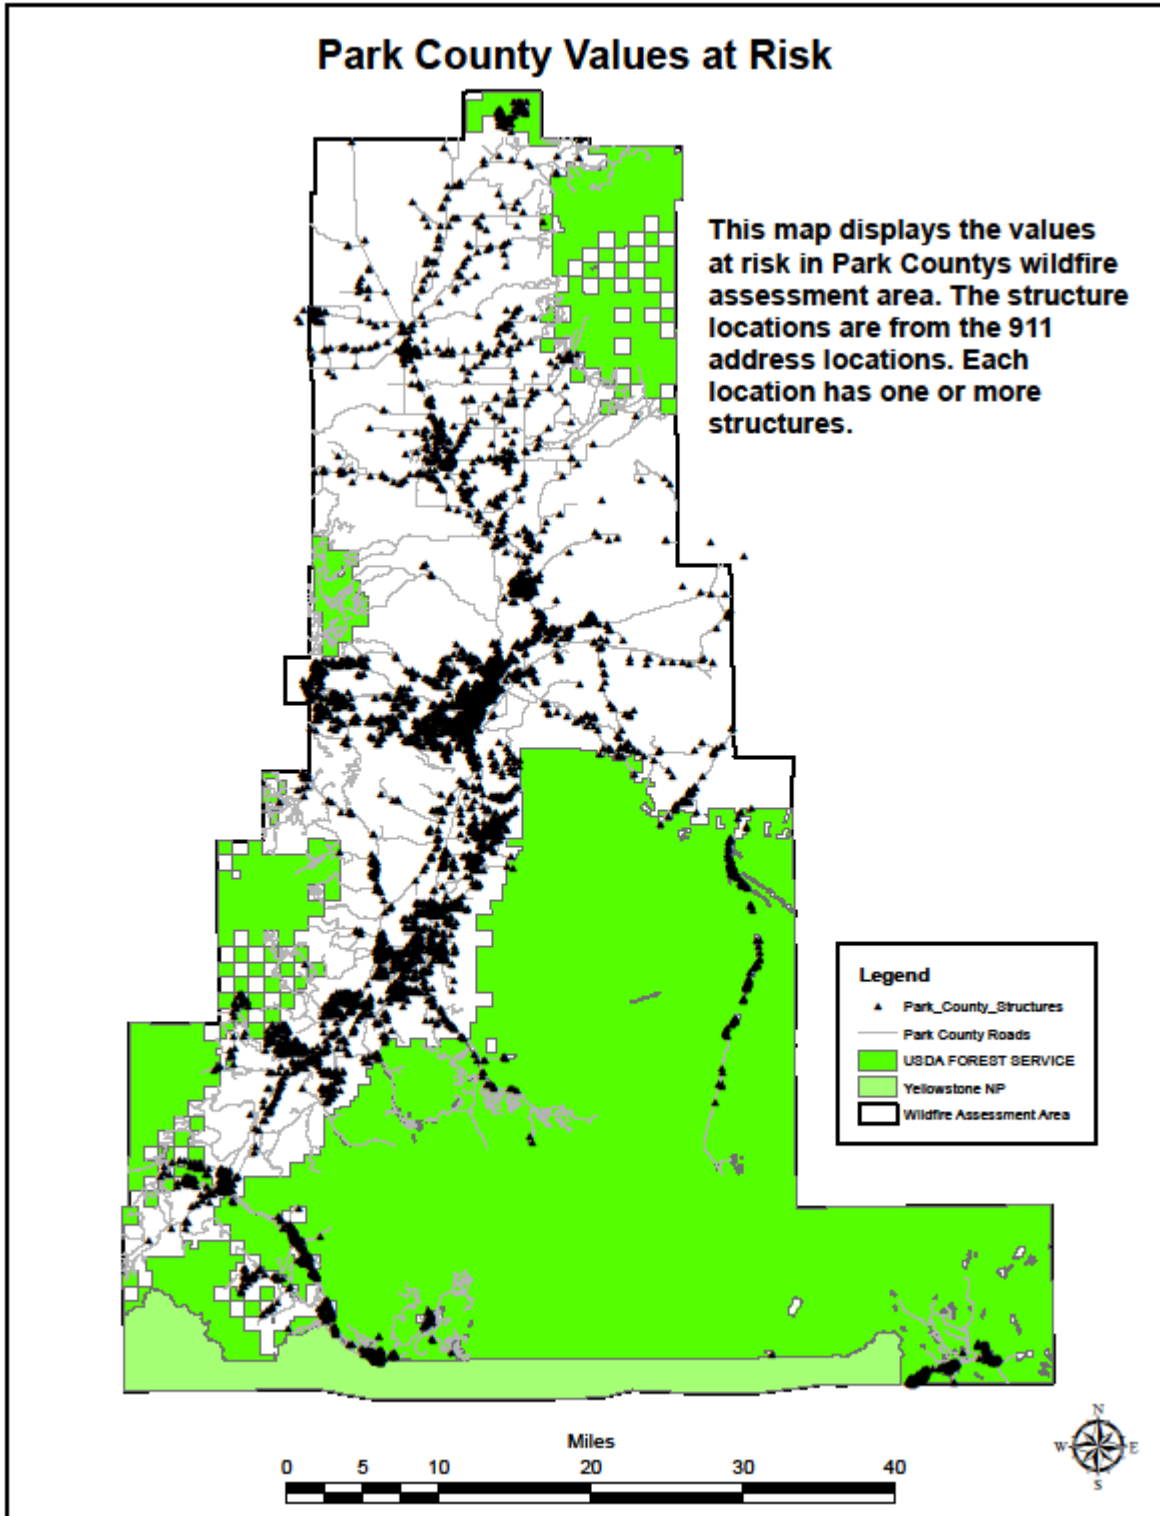 Park County Values at Risk
This map displays the values
at risk in Park Countys wildfire
assessment area. The structure
locations are from the 911
address locations. Each
location has one or more
structures.
Legend
Park_County_Structures
Park County Roads
USDA FOREST SERVICE
Yellowstone NP
Wildfire Assessment Area
Miles
0 5 10 20 30 40
N
W E
S